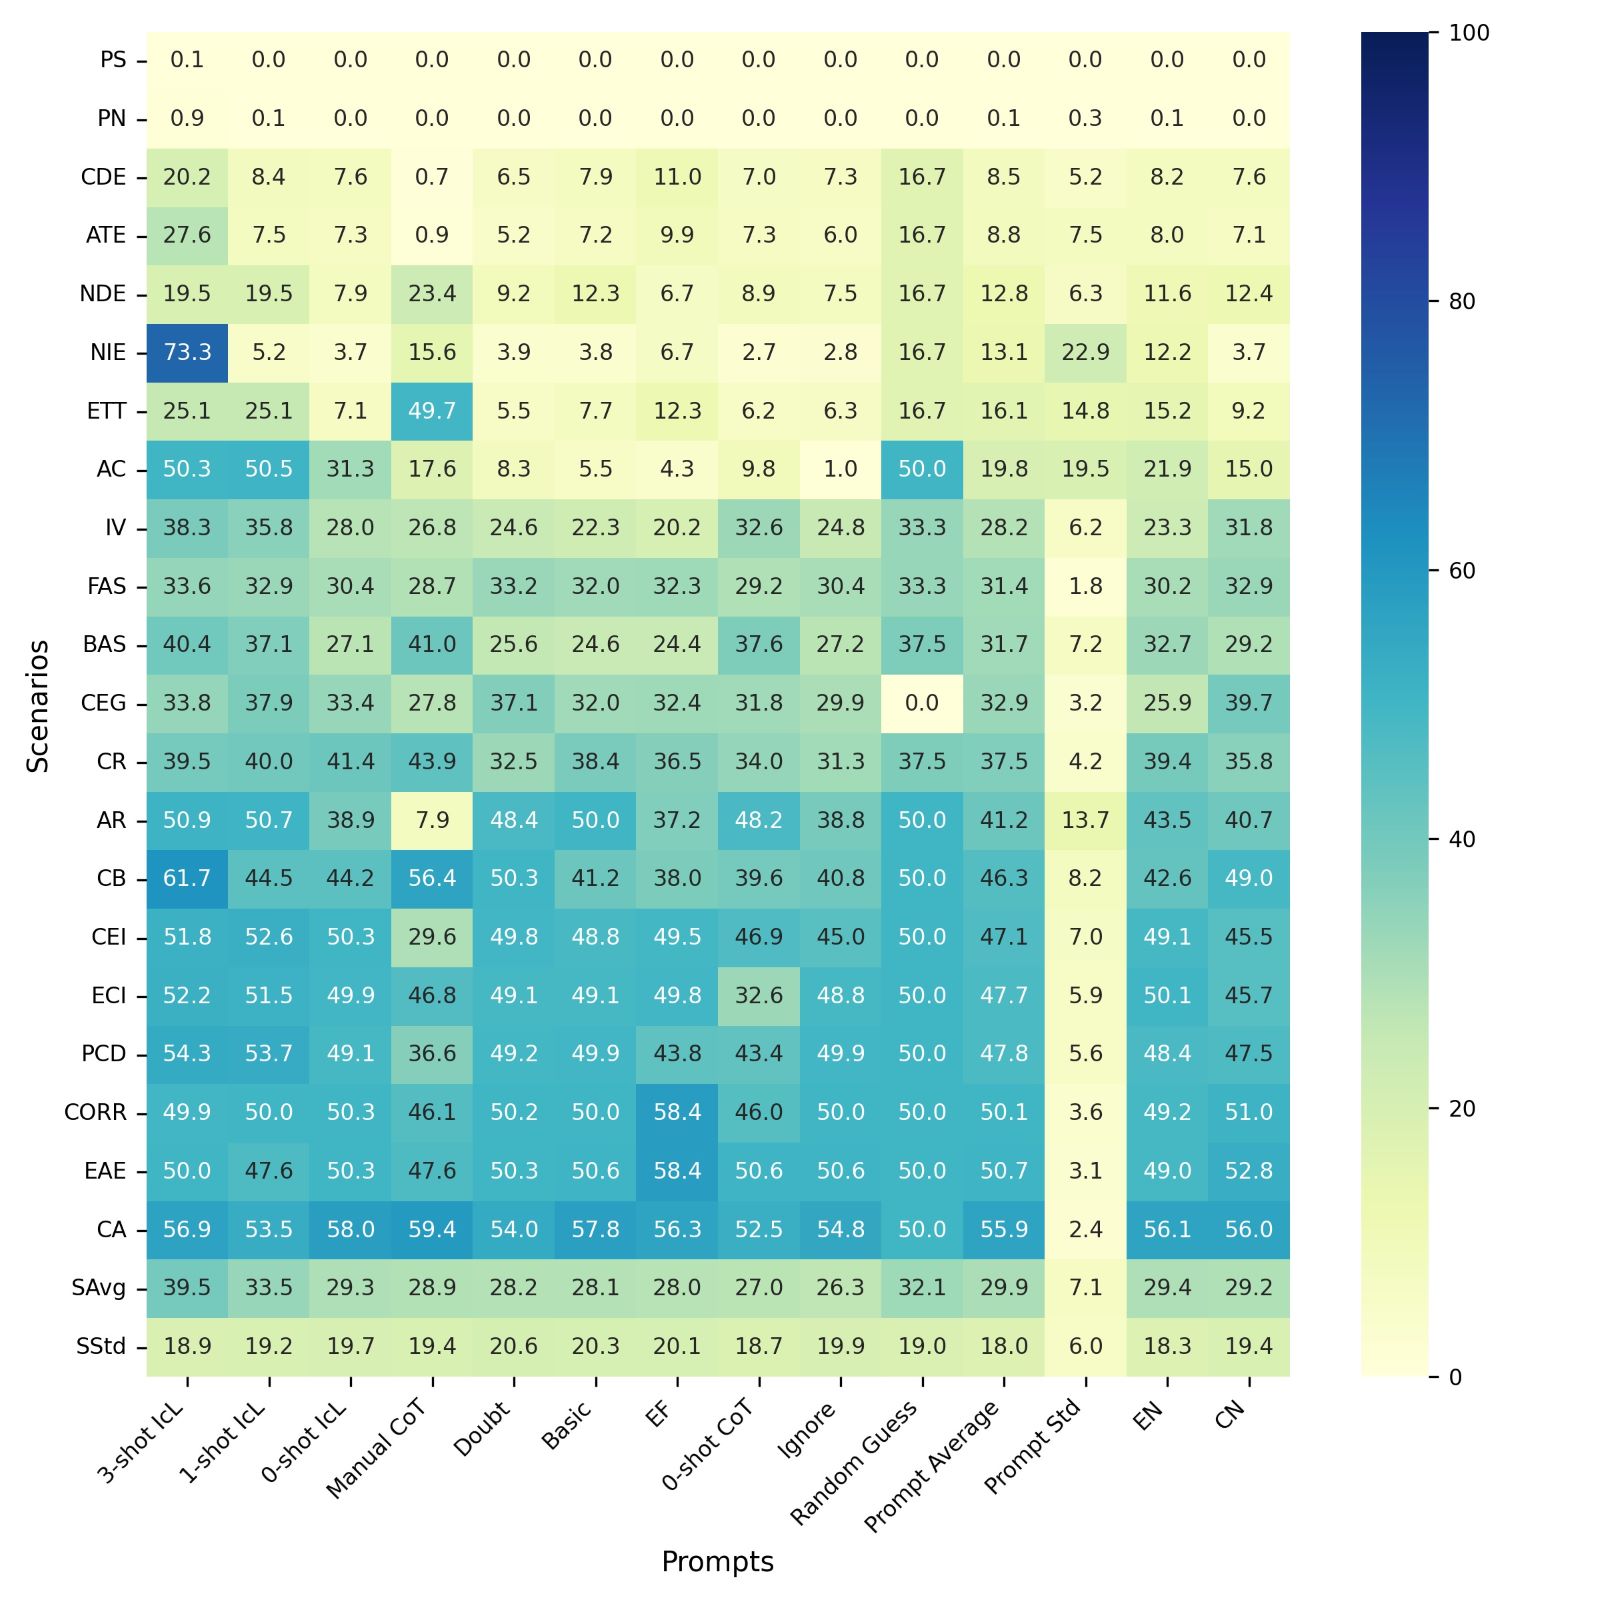 PS 0.1 0.0 0.0 0.0 0.0 0.0 0.0 0.0 0.0 0.0 0.0 0.0 0.0 0.0
PN 0.9 0.1 0.0 0.0 0.0 0.0 0.0 0.0 0.0 0.0 0.1 0.3 0.1 0.0
CDE 20.2 8.4 7.6 0.7 6.5 7.9 11.0 7.0 7.3 16.7 8.5 5.2 8.2 7.6
ATE 27.6 7.5 7.3 0.9 5.2 7.2 9.9 7.3 6.0 16.7 8.8 7.5 8.0 7.1
NDE 19.5 19.5 7.9 23.4 9.2 12.3 6.7 8.9 7.5 16.7 12.8 6.3 11.6 12.4
NIE 73.3 5.2 3.7 15.6 3.9 3.8 6.7 2.7 2.8 16.7 13.1 22.9 12.2 3.7
ETT 25.1 25.1 7.1 49.7 5.5 7.7 12.3 6.2 6.3 16.7 16.1 14.8 15.2 9.2
AC 50.3 50.5 31.3 17.6 8.3 5.5 4.3 9.8 1.0 50.0 19.8 19.5 21.9 15.0
IV 38.3 35.8 28.0 26.8 24.6 22.3 20.2 32.6 24.8 33.3 28.2 6.2 23.3 31.8
FAS 33.6 32.9 30.4 28.7 33.2 32.0 32.3 29.2 30.4 33.3 31.4 1.8 30.2 32.9
BAS 40.4 37.1 27.1 41.0 25.6 24.6 24.4 37.6 27.2 37.5 31.7 7.2 32.7 29.2
CEG 33.8 37.9 33.4 27.8 37.1 32.0 32.4 31.8 29.9 0.0 32.9 3.2 25.9 39.7
CR 39.5 40.0 41.4 43.9 32.5 38.4 36.5 34.0 31.3 37.5 37.5 4.2 39.4 35.8
AR 50.9 50.7 38.9 7.9 48.4 50.0 37.2 48.2 38.8 50.0 41.2 13.7 43.5 40.7
CB 61.7 44.5 44.2 56.4 50.3 41.2 38.0 39.6 40.8 50.0 46.3 8.2 42.6 49.0
CEI 51.8 52.6 50.3 29.6 49.8 48.8 49.5 46.9 45.0 50.0 47.1 7.0 49.1 45.5
ECI 52.2 51.5 49.9 46.8 49.1 49.1 49.8 32.6 48.8 50.0 47.7 5.9 50.1 45.7
PCD 54.3 53.7 49.1 36.6 49.2 49.9 43.8 43.4 49.9 50.0 47.8 5.6 48.4 47.5
CORR 49.9 50.0 50.3 46.1 50.2 50.0 58.4 46.0 50.0 50.0 50.1 3.6 49.2 51.0
EAE 50.0 47.6 50.3 47.6 50.3 50.6 58.4 50.6 50.6 50.0 50.7 3.1 49.0 52.8
CA 56.9 53.5 58.0 59.4 54.0 57.8 56.3 52.5 54.8 50.0 55.9 2.4 56.1 56.0
SAvg 39.5 33.5 29.3 28.9 28.2 28.1 28.0 27.0 26.3 32.1 29.9 7.1 29.4 29.2
SStd 18.9 19.2 19.7 19.4 20.6 20.3 20.1 18.7 19.9 19.0 18.0 6.0 18.3 19.4
3-shot IcL
1-shot IcL
0-shot IcL
Manual CoT
Doubt
Basic
EF
0-shot CoT
Ignore
Random Guess
Prompt Average
Prompt Std
EN
CN
Prompts
Scenarios
100
80
60
40
20
0